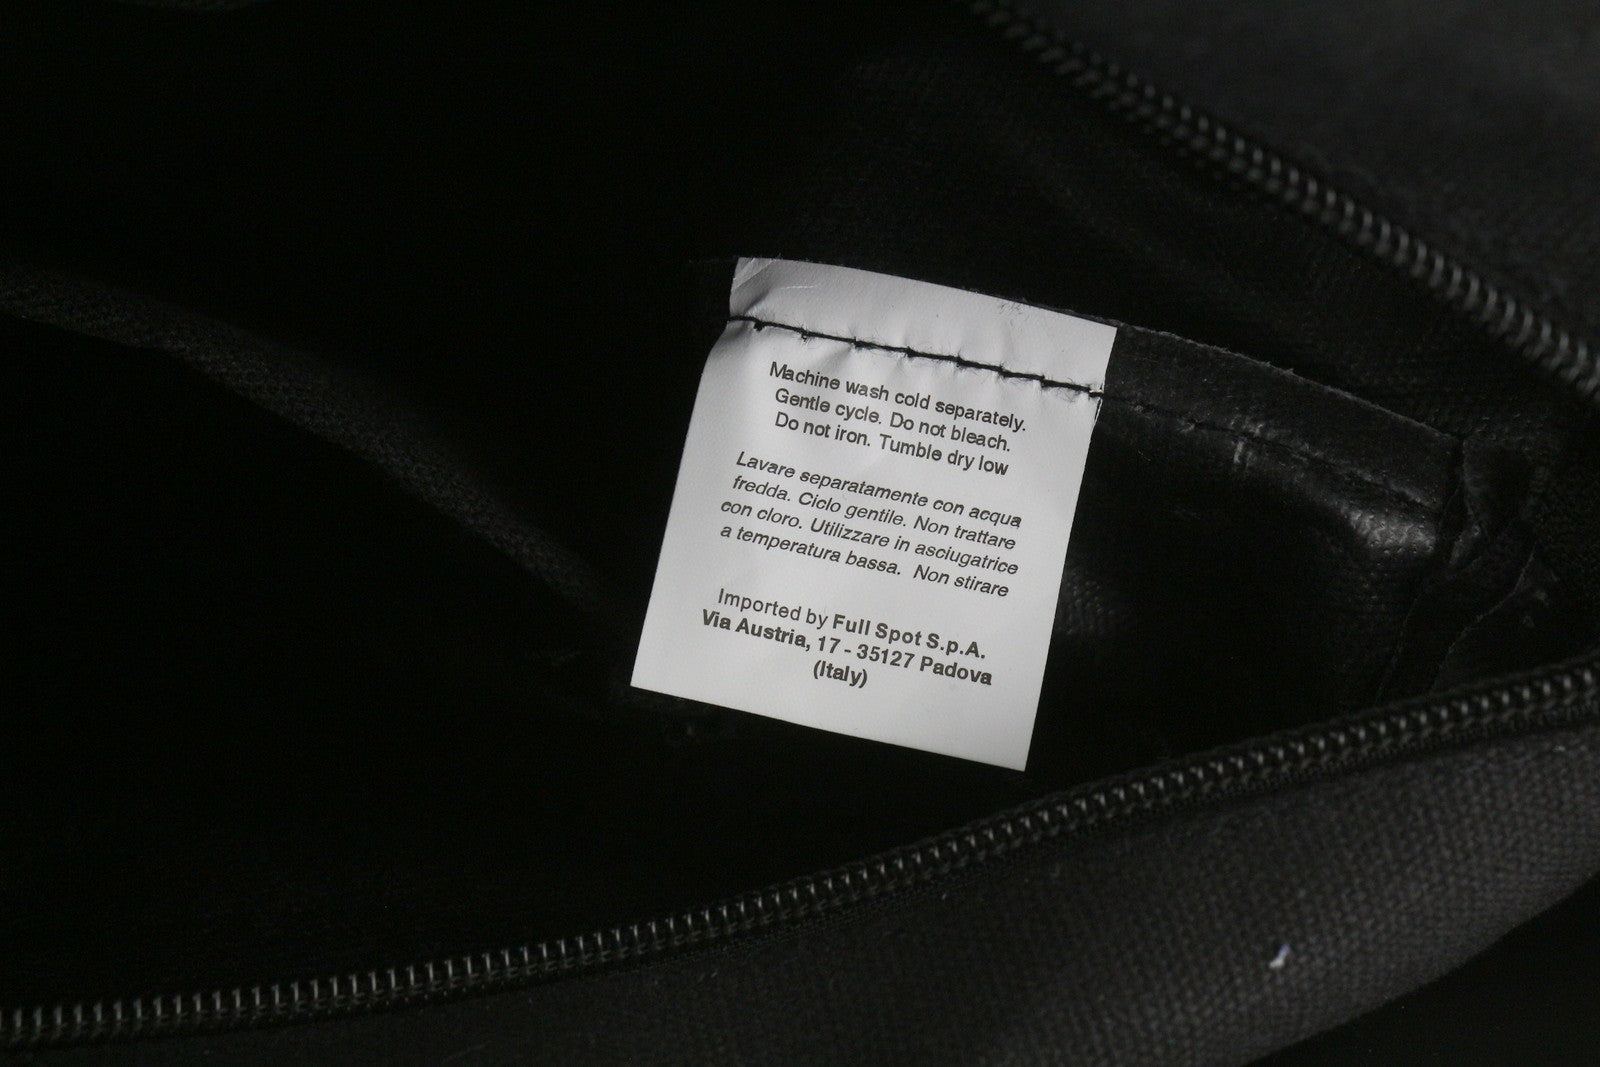 Machine wash cold separately.
Gentle cycle. Do not bleach.
Do not iron. Tumble dry low
Lavare separatamente con acqua
fredda. Ciclo gentile. Non trattare
con cloro. Utilizzare in asciugatrice
a temperatura bassa. Non stirare
Imported by Full Spot S.p.A.
Via Austria, 17 - 35127 Padova
(Italy)